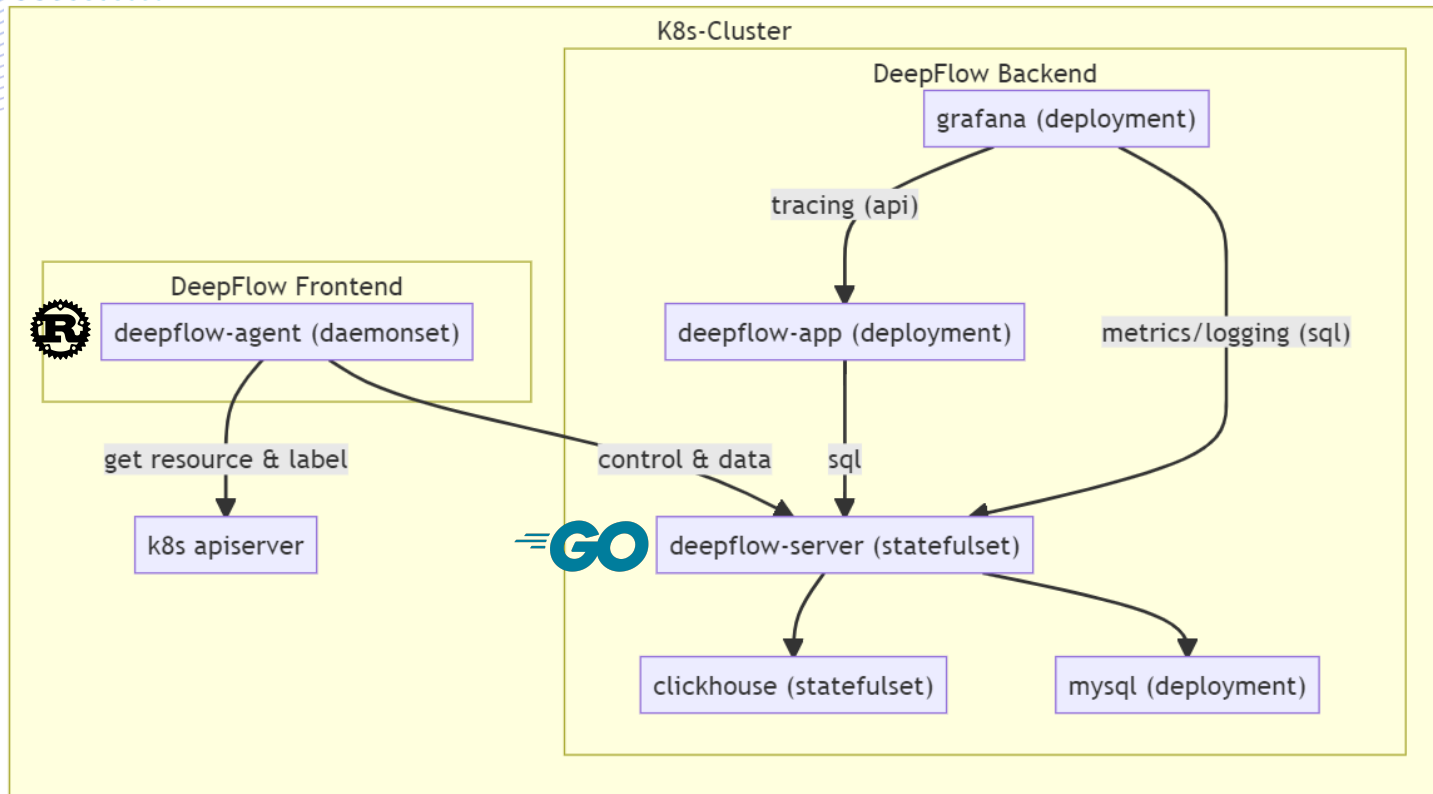 K8s-Cluster
DeepFlow Backend
grafana (deployment)
tracing (api)
DeepFlow Frontend
R
deepflow-agent (daemonset)
deepflow-app (deployment)
metrics/logging (sql)
get resource & label
control & data
sql
k8s apiserver
GO
deepflow-server (statefulset)
clickhouse (statefulset)
mysql (deployment)